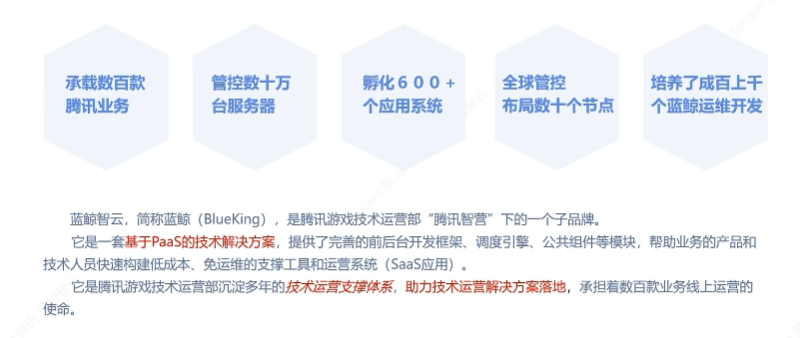 承载数百款
腾讯业务
管控数十万
台服务器
孵化６００+
个应用系统
全球管控
布局数十个节点
培养了成百上千
个蓝鲸运维开发
蓝鲸智云，简称蓝鲸（BlueKing），是腾讯游戏技术运营部“腾讯智营”下的一个子品牌。
它是一套基于PaaS的技术解决方案，提供了完善的前后台开发框架、调度引擎、公共组件等模块，帮助业务的产品和
技术人员快速构建低成本、免运维的支撑工具和运营系统（SaaS应用）。
它是腾讯游戏技术运营部沉淀多年的技术运营支撑体系，助力技术运营解决方案落地，承担着数百款业务线上运营的
使命。